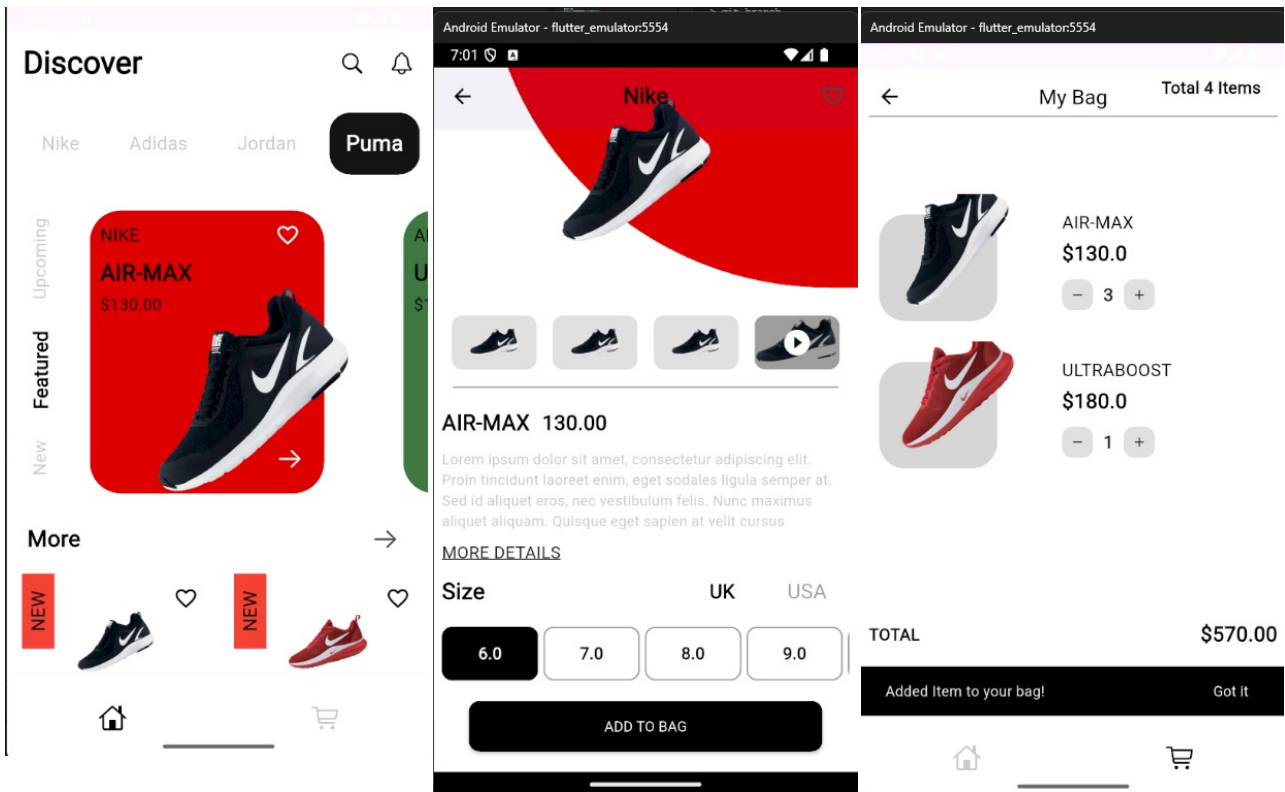 Discover
Nike Adidas Jordan Puma
Upcoming
Featured
New
NIKE
AIR-MAX
$130.00
More
NEW
NEW
Android Emulator - flutter_emulator:5554
7:01
Nike
AIR-MAX 130.00
Lorem ipsum dolor sit amet, consectetur adipiscing elit.
Proin tincidunt laoreet enim, eget sodales ligula semper at.
Sed id aliquet eros, nec vestibulum felis. Nunc maximus
aliquet aliquam. Quisque eget sapien at velit cursus
MORE DETAILS
Size UK USA
6.0 7.0 8.0 9.0
ADD TO BAG
Android Emulator - flutter_emulator:5554
My Bag Total 4 Items
AIR-MAX
$130.0
- 3 +
ULTRABOOST
$180.0
- 1 +
TOTAL $570.00
Added Item to your bag! Got it